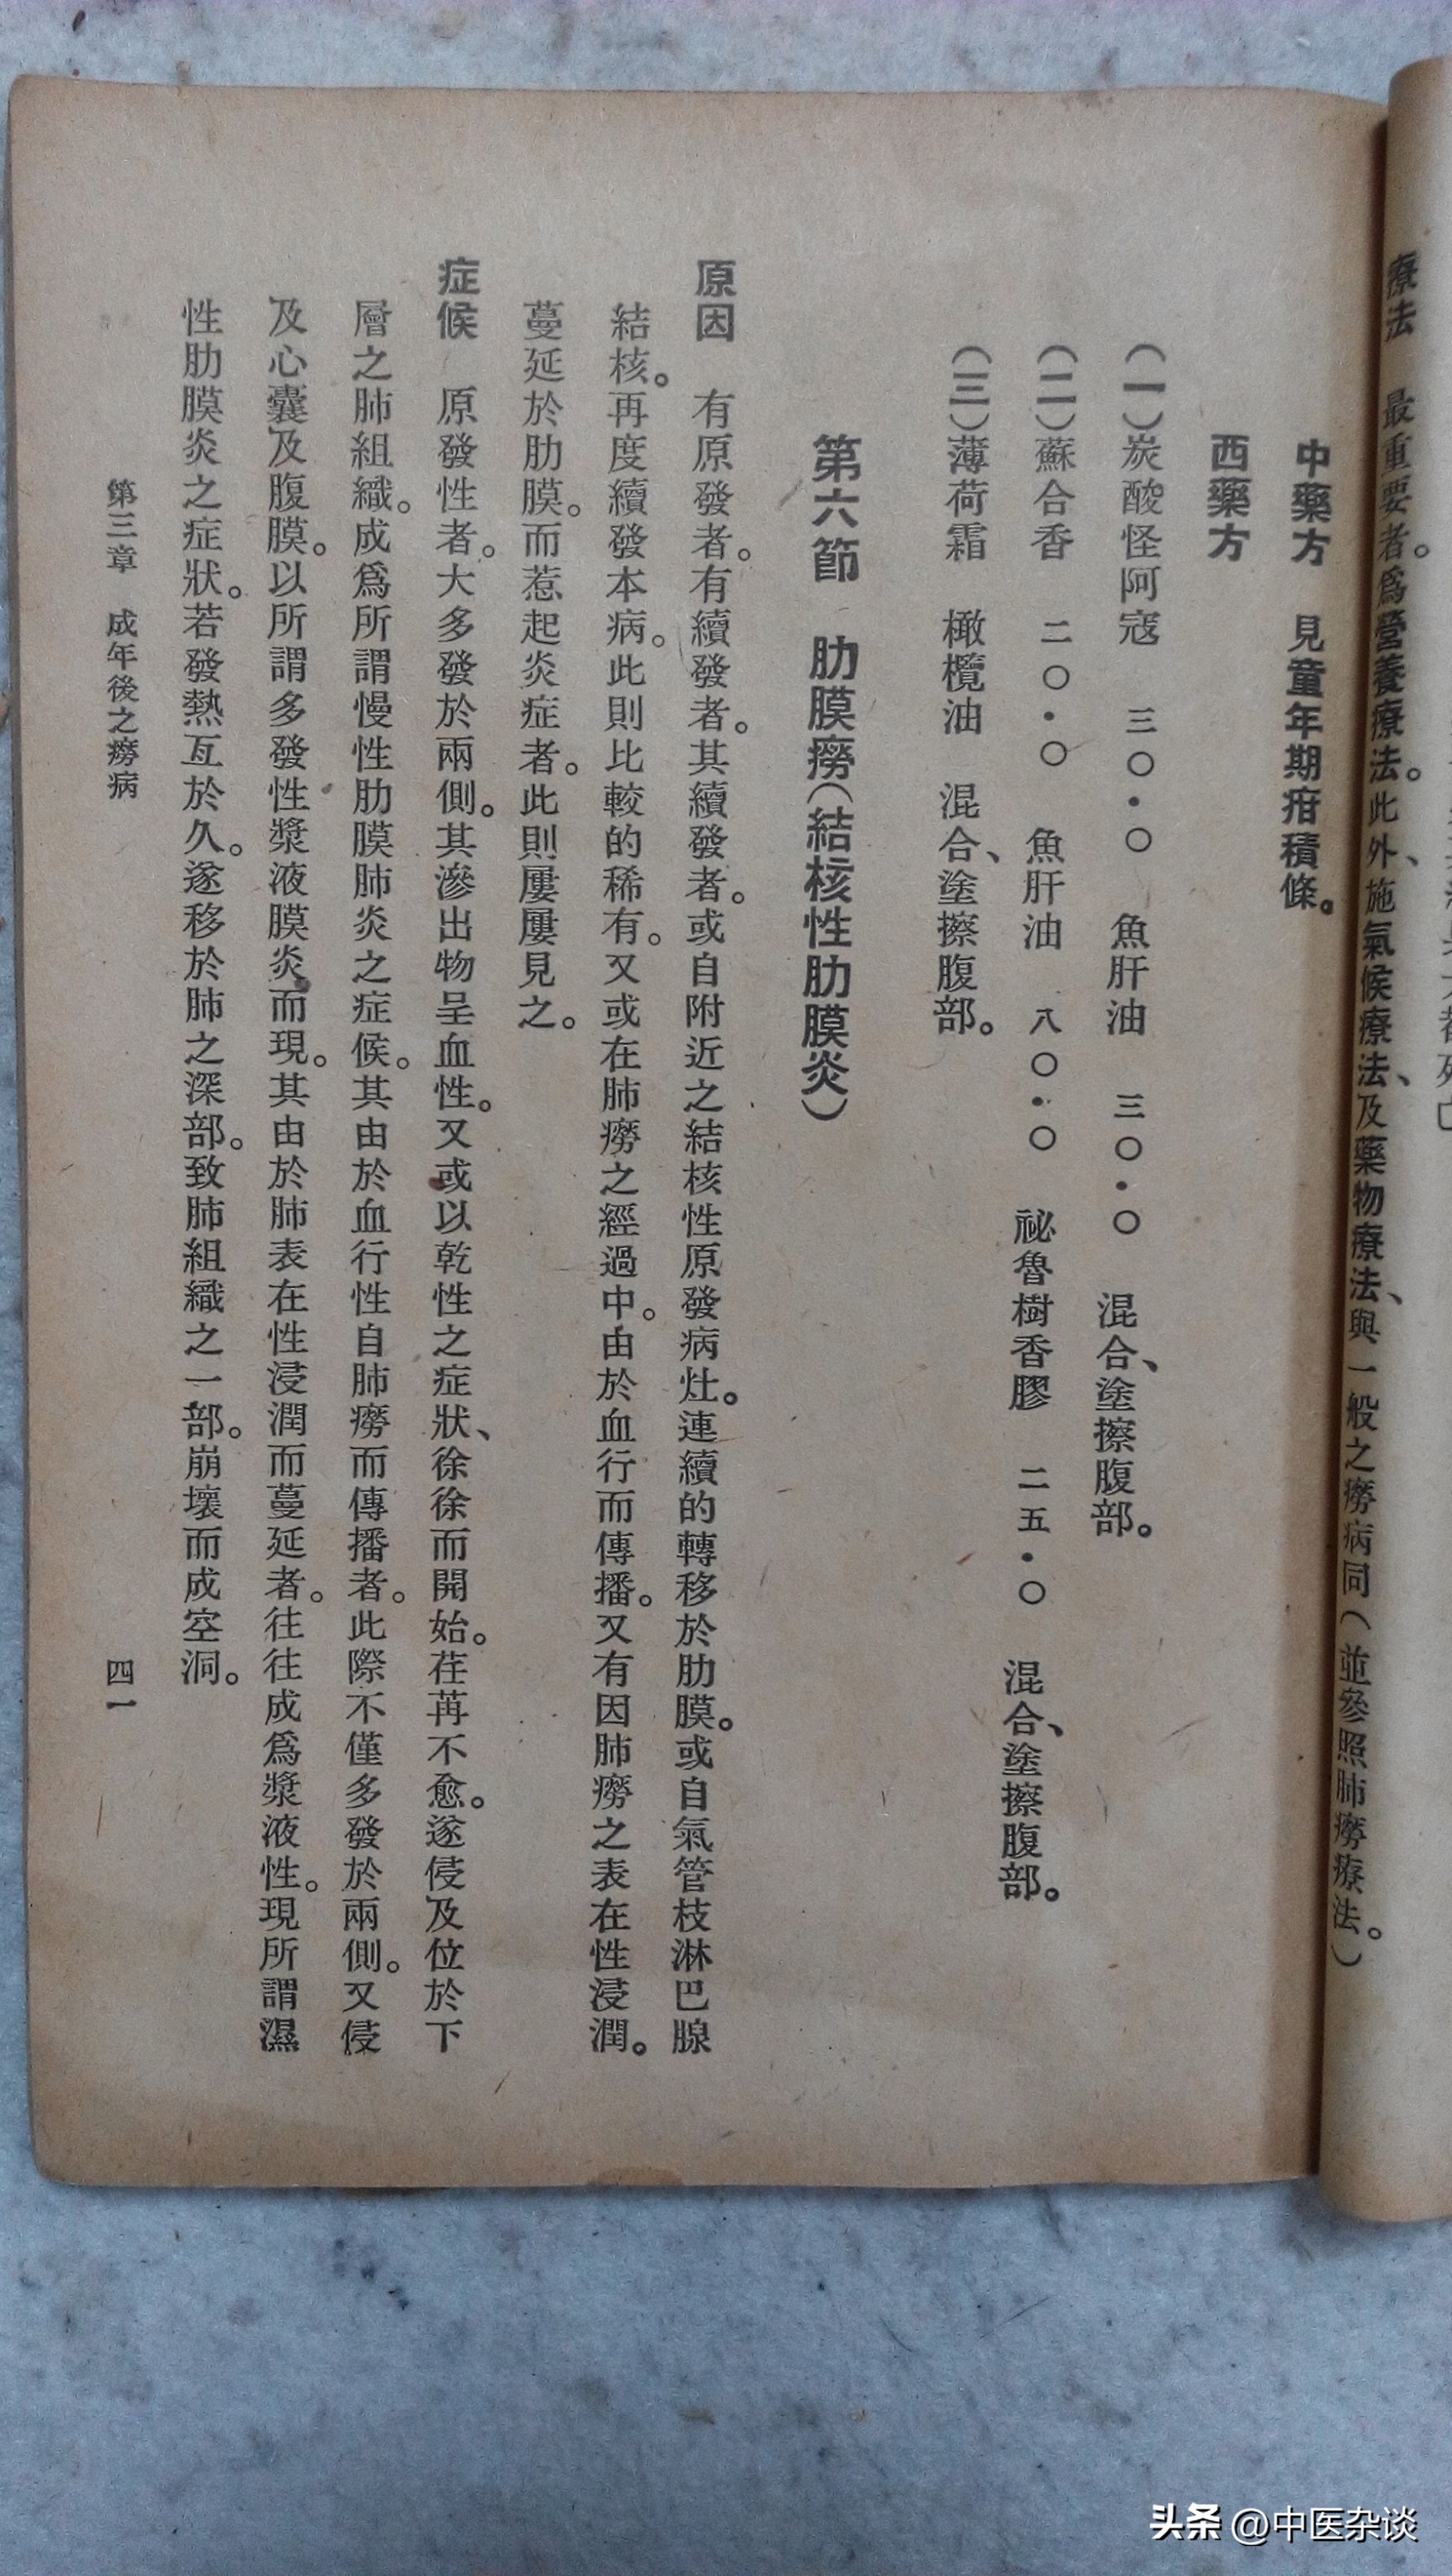 療法　最重要者。爲營養療法。此外、施氣候療法、及藥物療法、與一般之癆病同（並參照肺癆療法。）
中藥方　見童年期疳積條。
西藥方
（一）炭酸怪阿寇　三〇・〇　魚肝油　三〇・〇　混合、塗擦腹部。
（二）蘇合香　二〇・〇　魚肝油　八〇・〇　祕魯樹香膠　二五・〇　混合、塗擦腹部。
（三）薄荷霜　橄欖油　混合、塗擦腹部。
第六節　肋膜癆（結核性肋膜炎）
原因　有原發者。有續發者。其續發者。或自附近之結核性原發病灶。連續的轉移於肋膜。或自氣管枝淋巴腺
結核。再度續發本病。此則比較的稀有。又或在肺癆之經過中。由於血行而傳播。又有因肺癆之表在性浸潤。
蔓延於肋膜。而惹起炎症者。此則屢屢見之。
症候　原發性者。大多發於兩側。其滲出物呈血性。又或以乾性之症狀、徐徐而開始。荏苒不愈。遂侵及位於下
層之肺組織。成爲所謂慢性肋膜肺炎之症候。其由於血行性自肺癆而傳播者。此際不僅多發於兩側。又侵
及心囊及腹膜。以所謂多發性漿液膜炎而現。其由於肺表在性浸潤而蔓延者。往往成爲漿液性。現所謂濕
性肋膜炎之症狀。若發熱亙於久。遂移於肺之深部。致肺組織之一部。崩壞而成空洞。
第三章　成年後之癆病　四一
头条 @中医杂谈